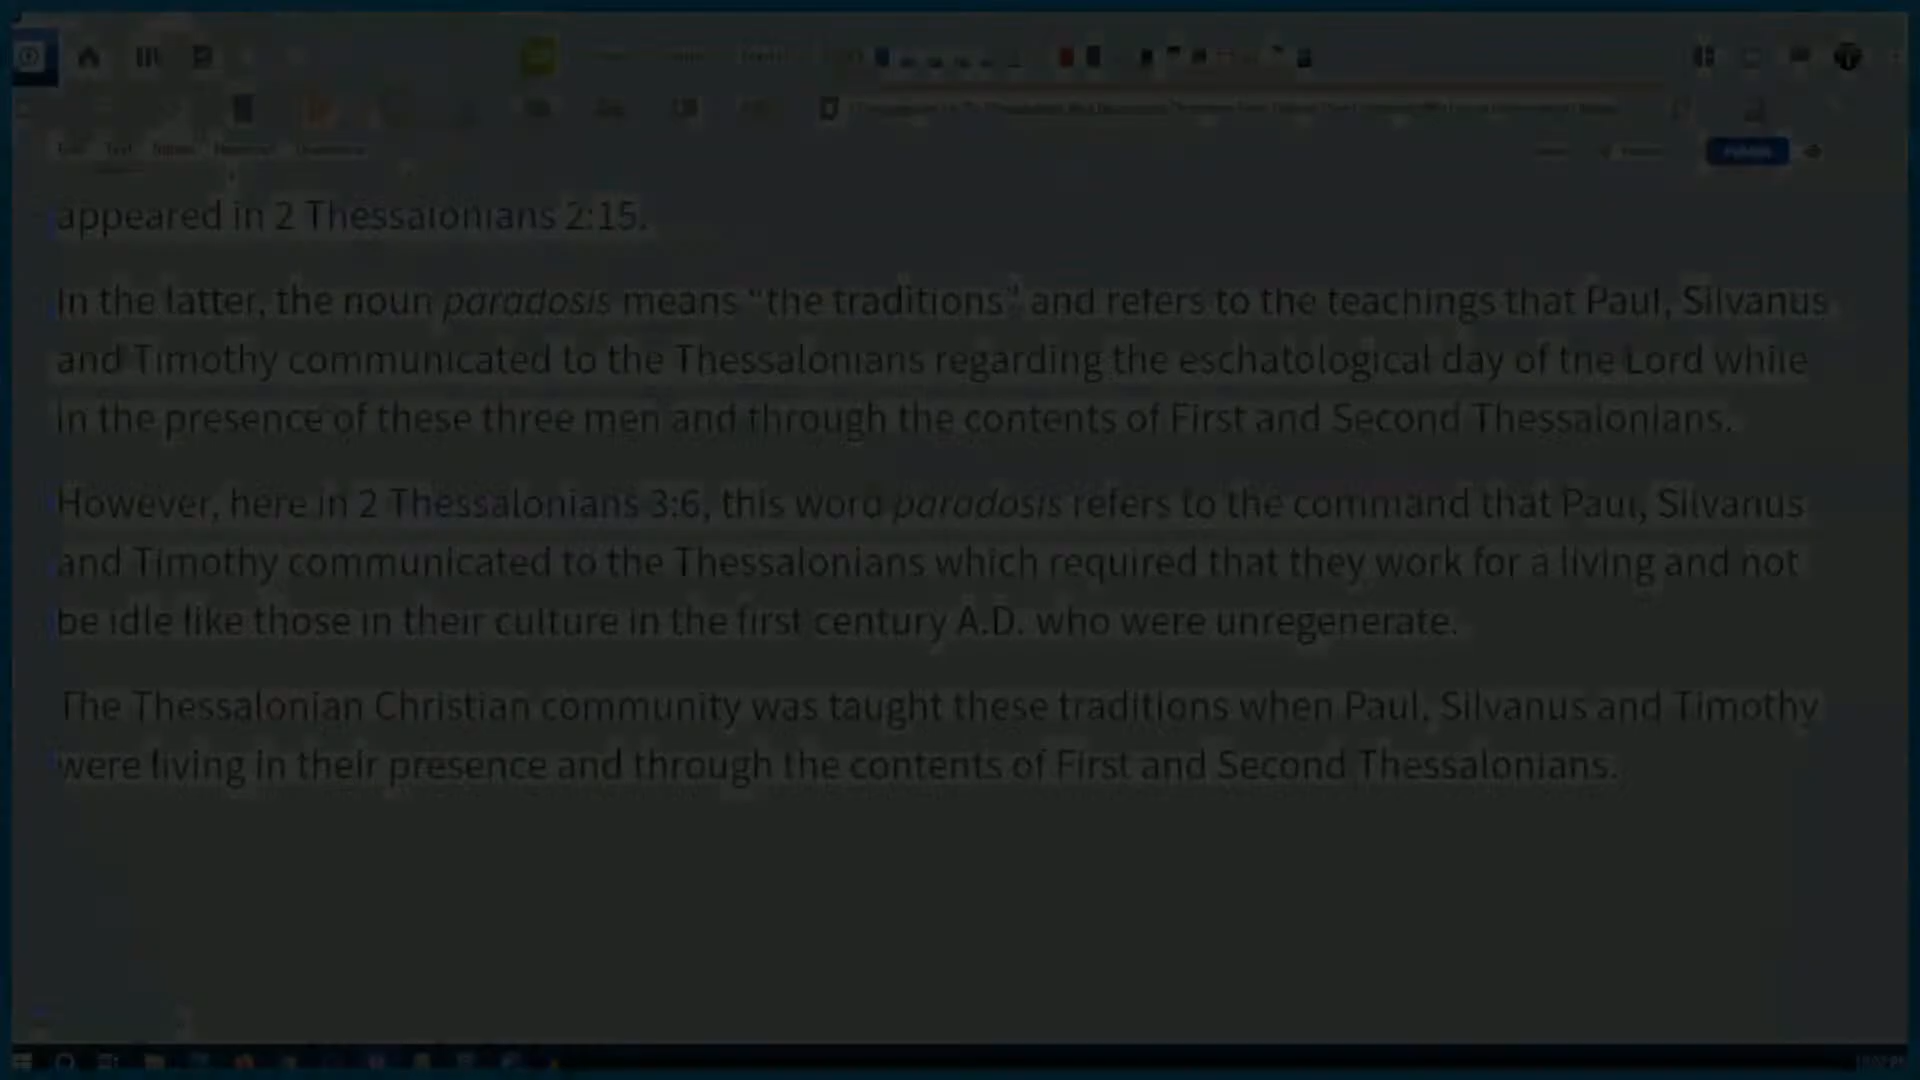 appeared in 2 Thessalonians 2:15.
In the latter, the noun paradosis means “the traditions” and refers to the teachings that Paul, Silvanus
and Timothy communicated to the Thessalonians regarding the eschatological day of the Lord while
in the presence of these three men and through the contents of First and Second Thessalonians.
However, here in 2 Thessalonians 3:6, this word paradosis refers to the command that Paul, Silvanus
and Timothy communicated to the Thessalonians which required that they work for a living and not
be idle like those in their culture in the first century A.D. who were unregenerate.
The Thessalonian Christian community was taught these traditions when Paul, Silvanus and Timothy
were living in their presence and through the contents of First and Second Thessalonians.